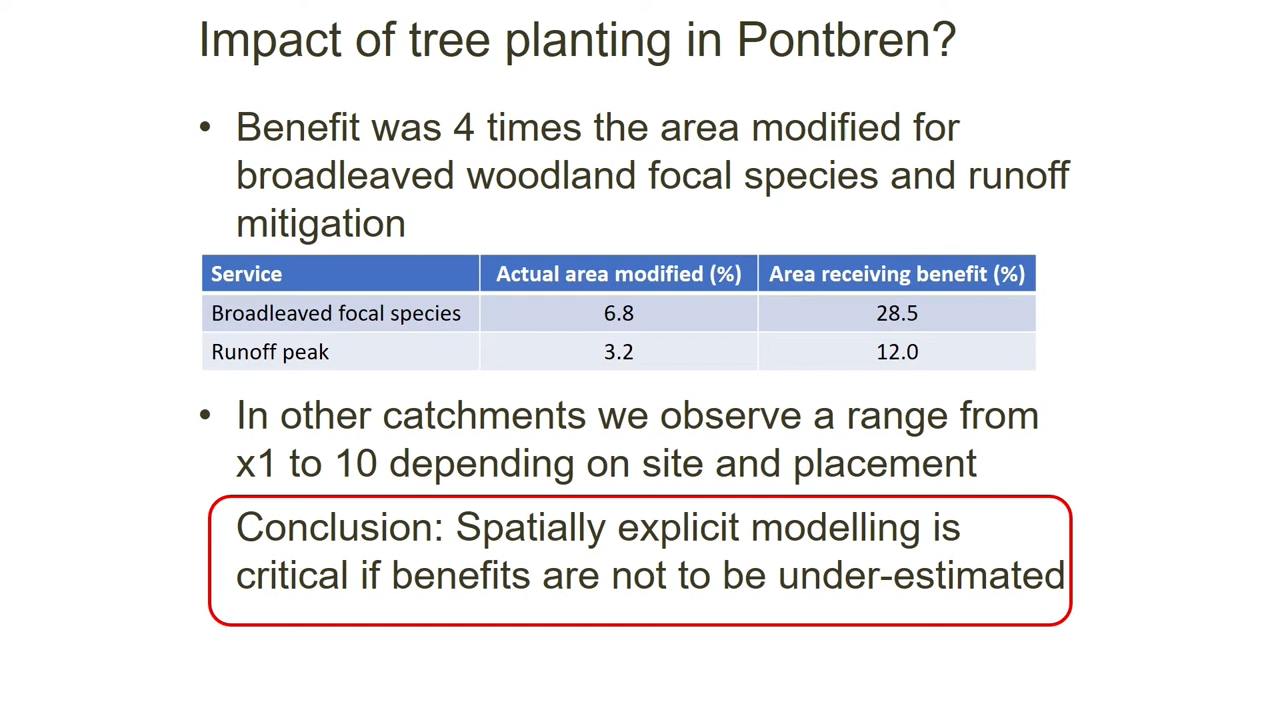 Impact of tree planting in Pontbren?
• Benefit was 4 times the area modified for
broadleaved woodland focal species and runoff
mitigation
Service Actual area modified (%) Area receiving benefit (%)
Broadleaved focal species 6.8 28.5
Runoff peak 3.2 12.0
• In other catchments we observe a range from
x1 to 10 depending on site and placement
Conclusion: Spatially explicit modelling is
critical if benefits are not to be under-estimated